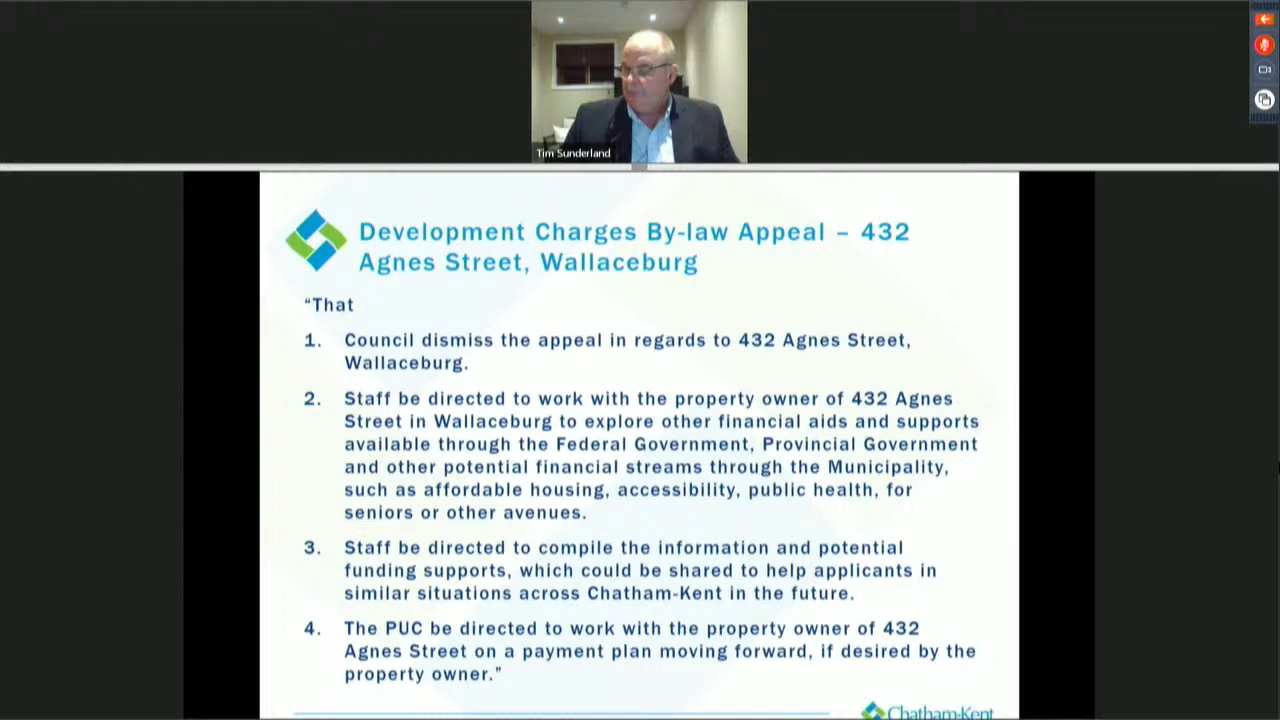 Tim Sunderland
Development Charges By-law Appeal – 432
Agnes Street, Wallaceburg
“That
1. Council dismiss the appeal in regards to 432 Agnes Street,
Wallaceburg.
2. Staff be directed to work with the property owner of 432 Agnes
Street in Wallaceburg to explore other financial aids and supports
available through the Federal Government, Provincial Government
and other potential financial streams through the Municipality,
such as affordable housing, accessibility, public health, for
seniors or other avenues.
3. Staff be directed to compile the information and potential
funding supports, which could be shared to help applicants in
similar situations across Chatham-Kent in the future.
4. The PUC be directed to work with the property owner of 432
Agnes Street on a payment plan moving forward, if desired by the
property owner.”
Chatham-Kent